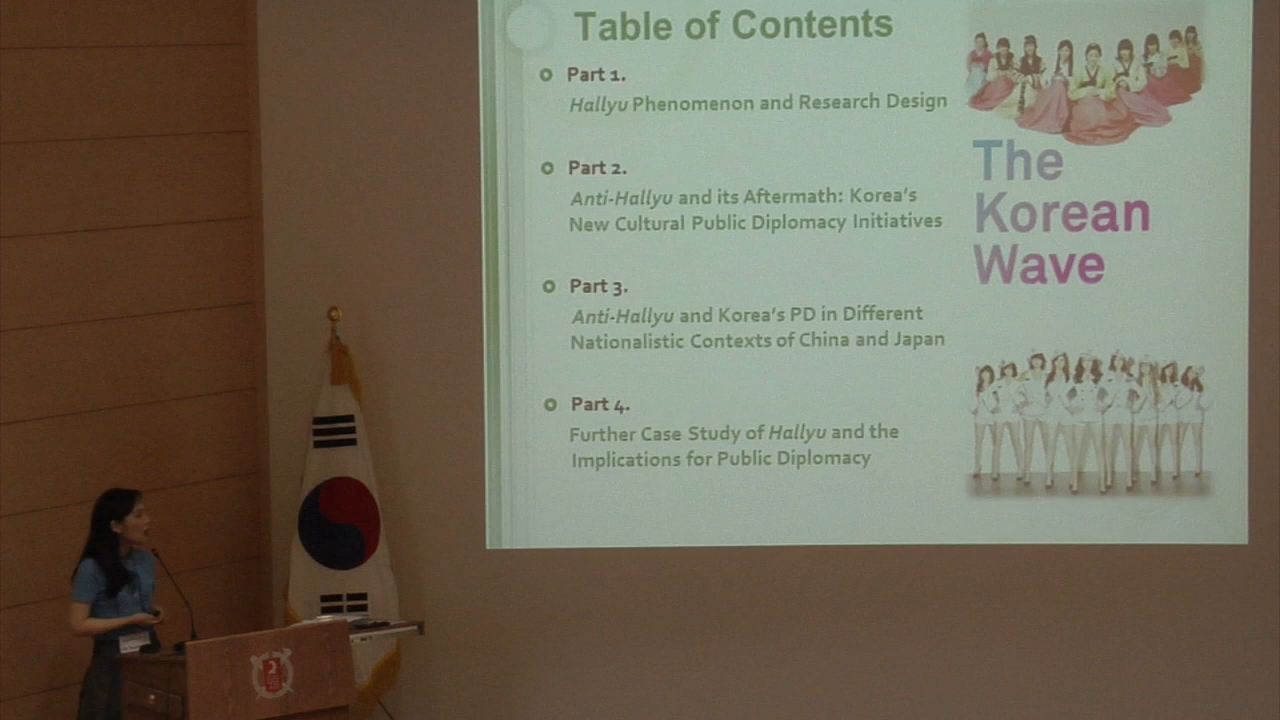 Table of Contents
Part 1.
Hallyu Phenomenon and Research Design
Part 2.
Anti-Hallyu and its Aftermath: Korea's
New Cultural Public Diplomacy Initiatives
Part 3.
Anti-Hallyu and Korea's PD in Different
Nationalistic Contexts of China and Japan
Part 4.
Further Case Study of Hallyu and the
Implications for Public Diplomacy
The
Korean
Wave